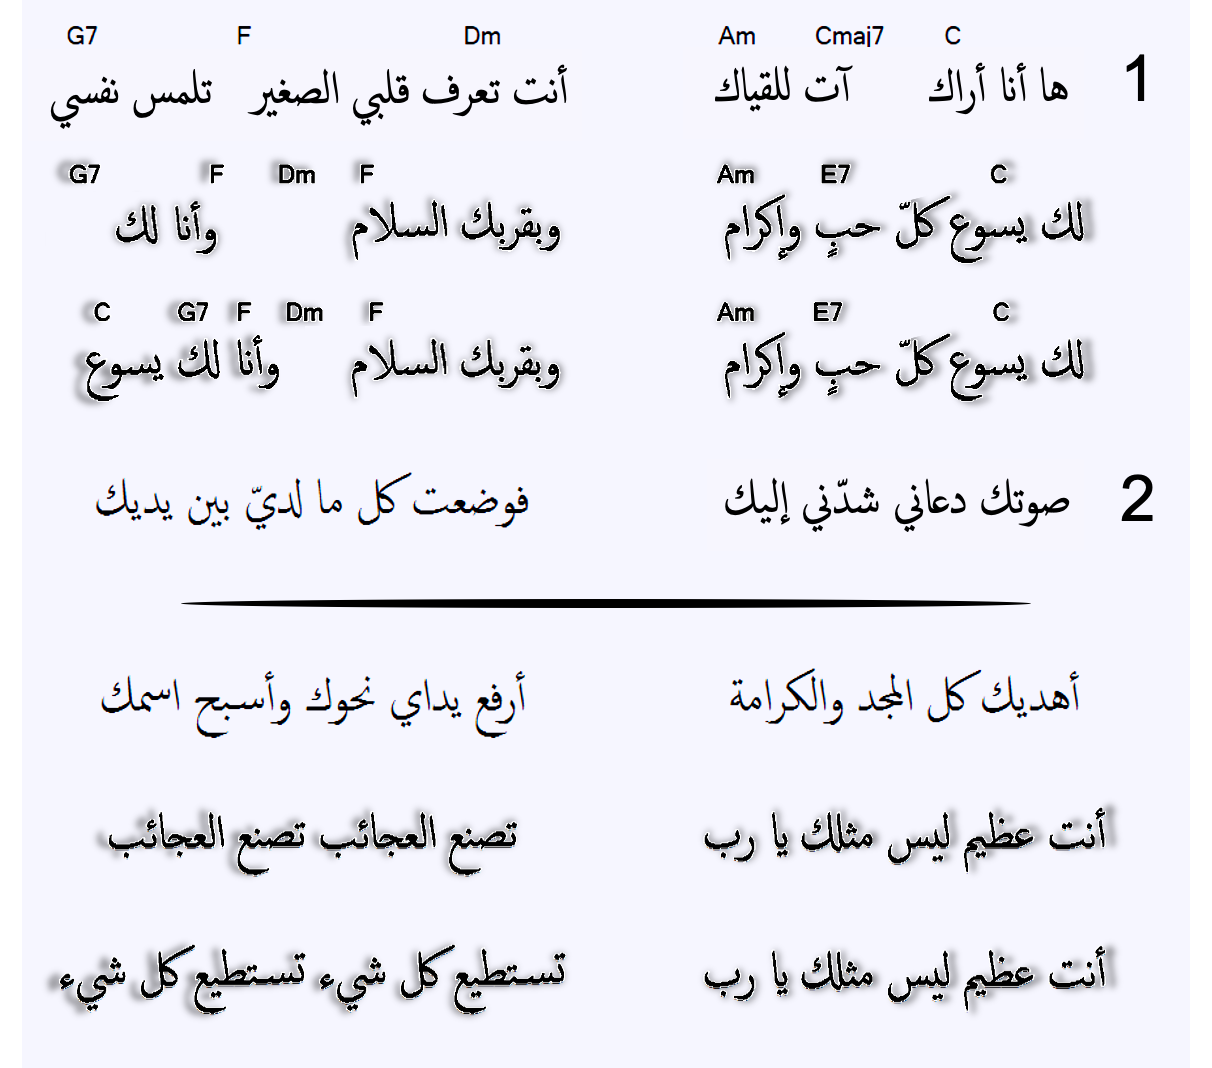 G7 F Dm Am Cmaj7 C
1 ها أنا أراك آت للقياك أنت تعرف قلبي الصغير تلمس نفسي
G7 F Dm F Am E7 C
لك يسوع كلّ حبٍ وإكرام وبقربك السلام وأنا لك
C G7 F Dm F Am E7 C
لك يسوع كلّ حبٍ وإكرام وبقربك السلام وأنا لك يسوع
2 صوتك دعاني شدّني إليك فوضعت كل ما لديّ بين يديك
أهديك كل المجد والكرامة أرفع يداي نحوك وأسبح اسمك
أنت عظيم ليس مثلك يا رب تصنع العجائب تصنع العجائب
أنت عظيم ليس مثلك يا رب تستطيع كل شيء تستطيع كل شيء